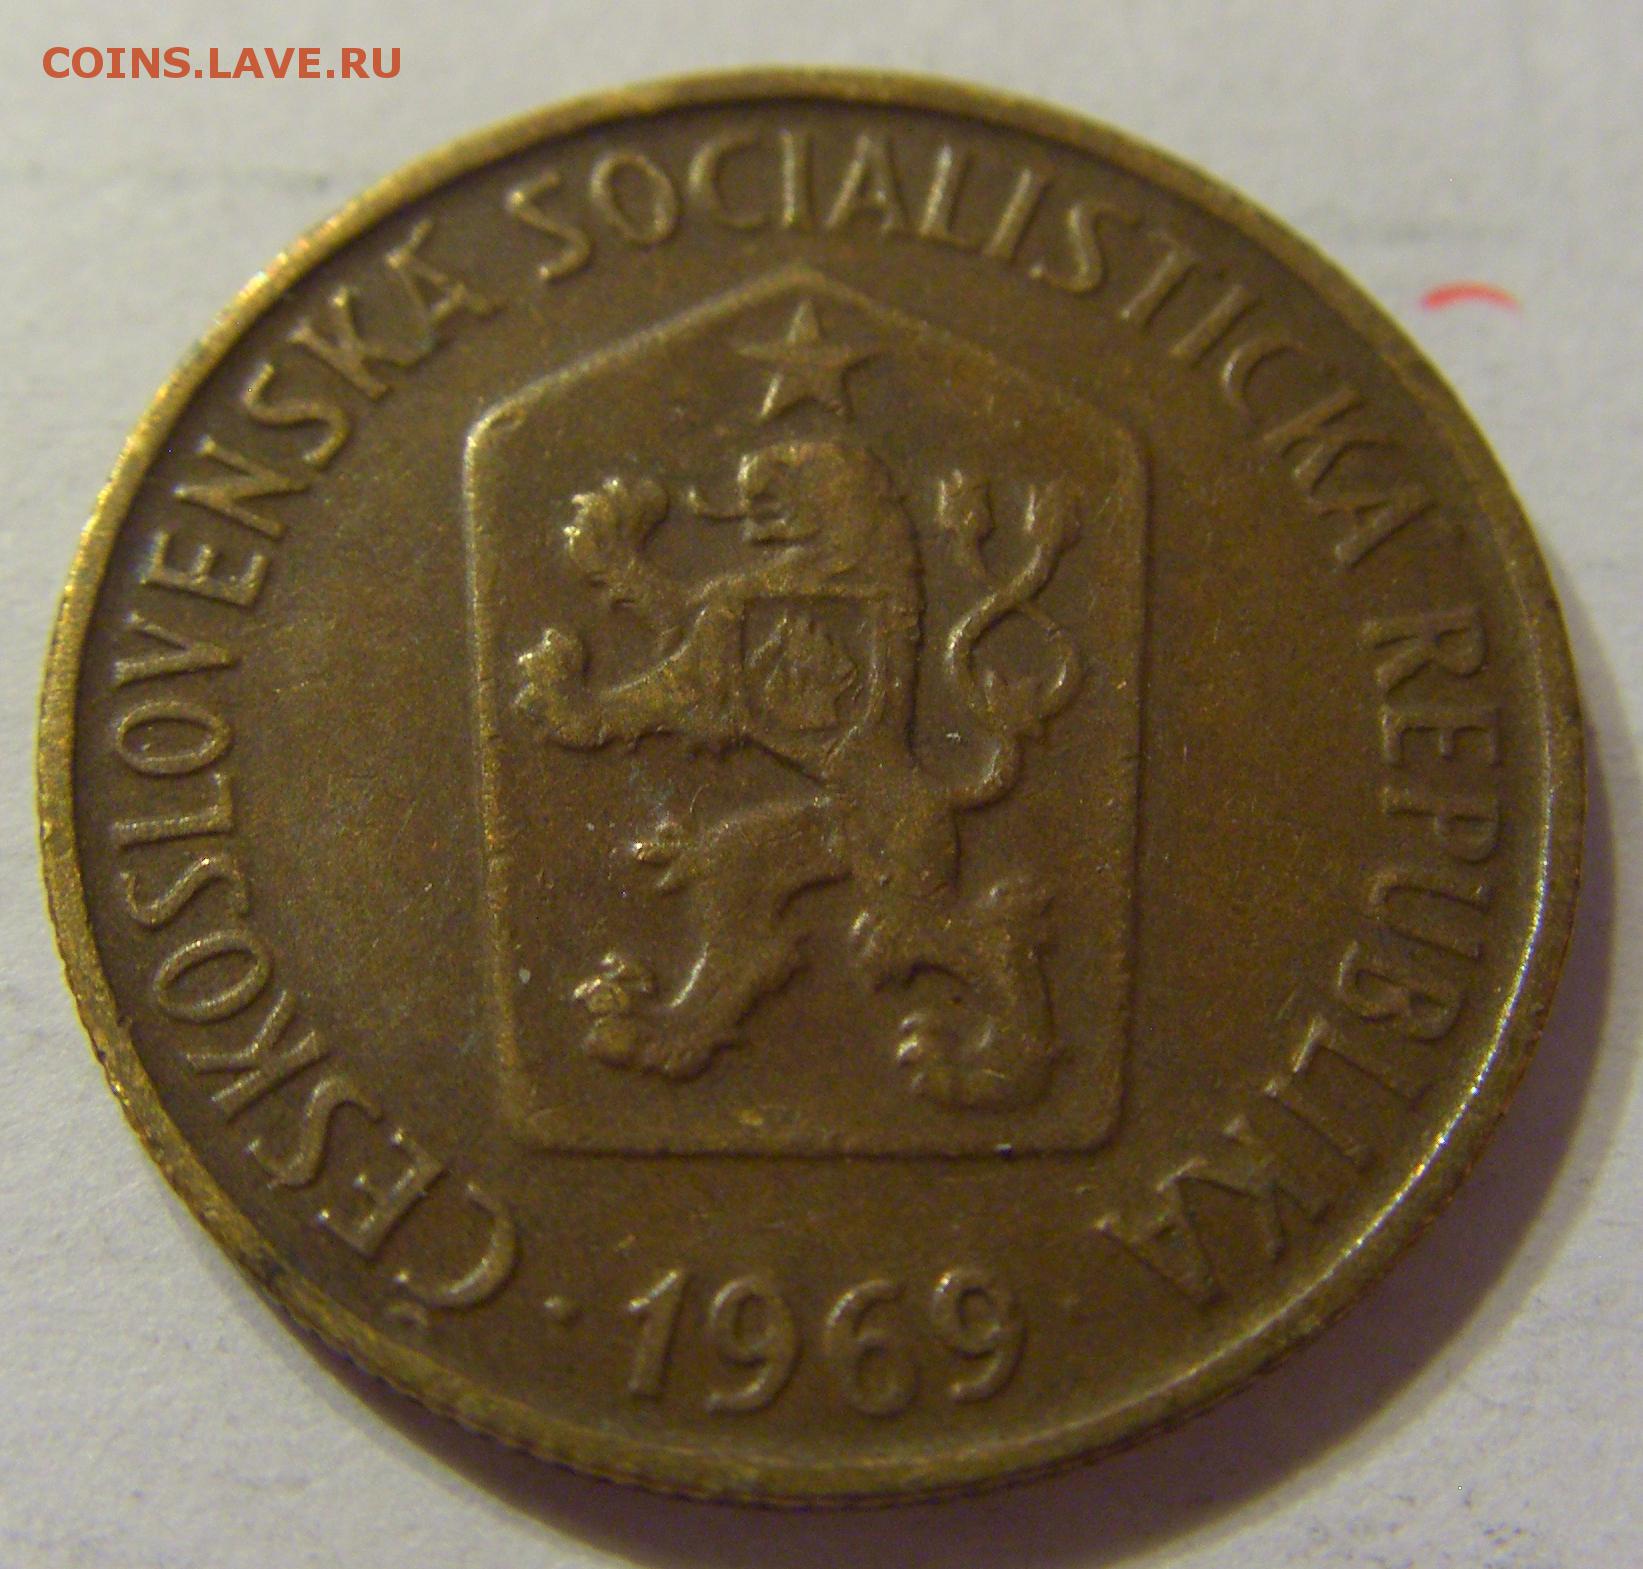 COINS.LAVE.RU
ČESKOSLOVENSKÁ SOCIALISTICKÁ REPUBLIKA
· 1969 ·